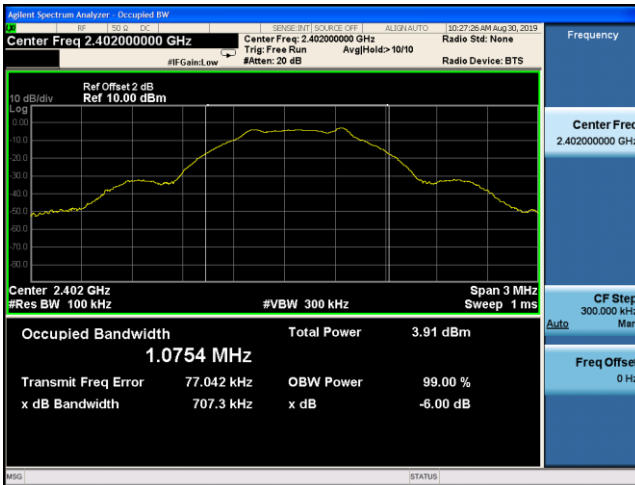 Agilent Spectrum Analyzer - Occupied BW
RF 50 Ω DC SENSE:INT SOURCE OFF ALIGN AUTO 10:27:26 AM Aug 30, 2019
Center Freq 2.402000000 GHz Center Freq: 2.402000000 GHz Radio Std: None
Trig: Free Run Avg|Hold:> 10/10
#IFGain:Low #Atten: 20 dB Radio Device: BTS
Frequency
Ref Offset 2 dB
10 dB/div Ref 10.00 dBm
Log
0.00
-10.0
-20.0
-30.0
-40.0
-50.0
-60.0
-80.0
Center 2.402 GHz Span 3 MHz
#Res BW 100 kHz #VBW 300 kHz Sweep 1 ms
Occupied Bandwidth Total Power 3.91 dBm
1.0754 MHz
Transmit Freq Error 77.042 kHz OBW Power 99.00 %
x dB Bandwidth 707.3 kHz x dB -6.00 dB
Center Freq
2.402000000 GHz
CF Step
300.000 kHz
Auto Man
Freq Offset
0 Hz
MSG STATUS